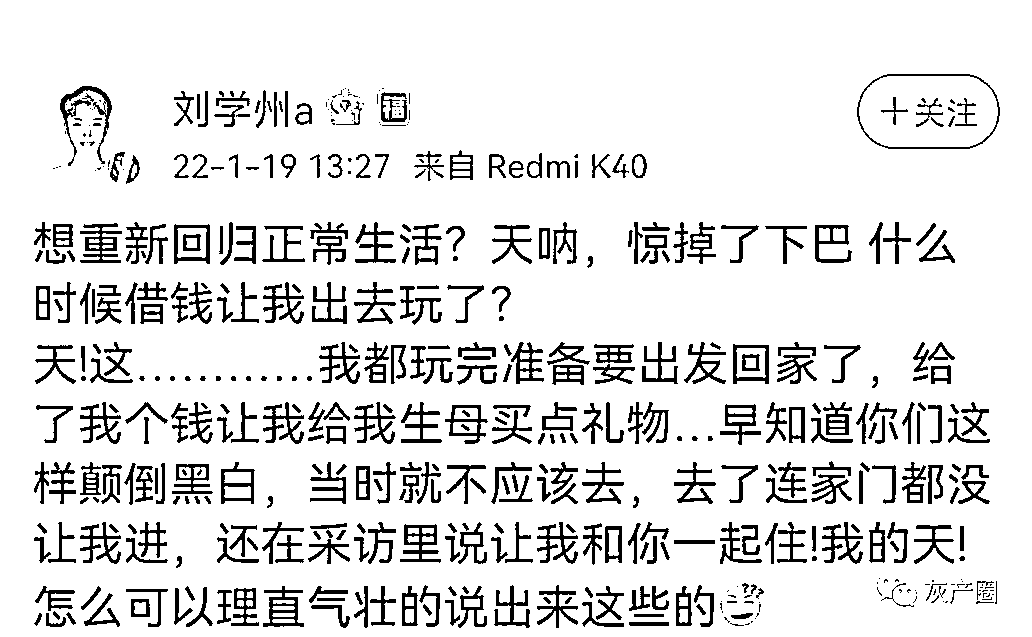 刘学州a 福
+关注
22-1-19 13:27 来自 Redmi K40
想重新回归正常生活？天呐，惊掉了下巴 什么
时候借钱让我出去玩了？
天!这…………我都玩完准备要出发回家了，给
了我个钱让我给我生母买点礼物…早知道你们这
样颠倒黑白，当时就不应该去，去了连家门都没
让我进，还在采访里说让我和你一起住!我的天!
怎么可以理直气壮的说出来这些的
灰产圈